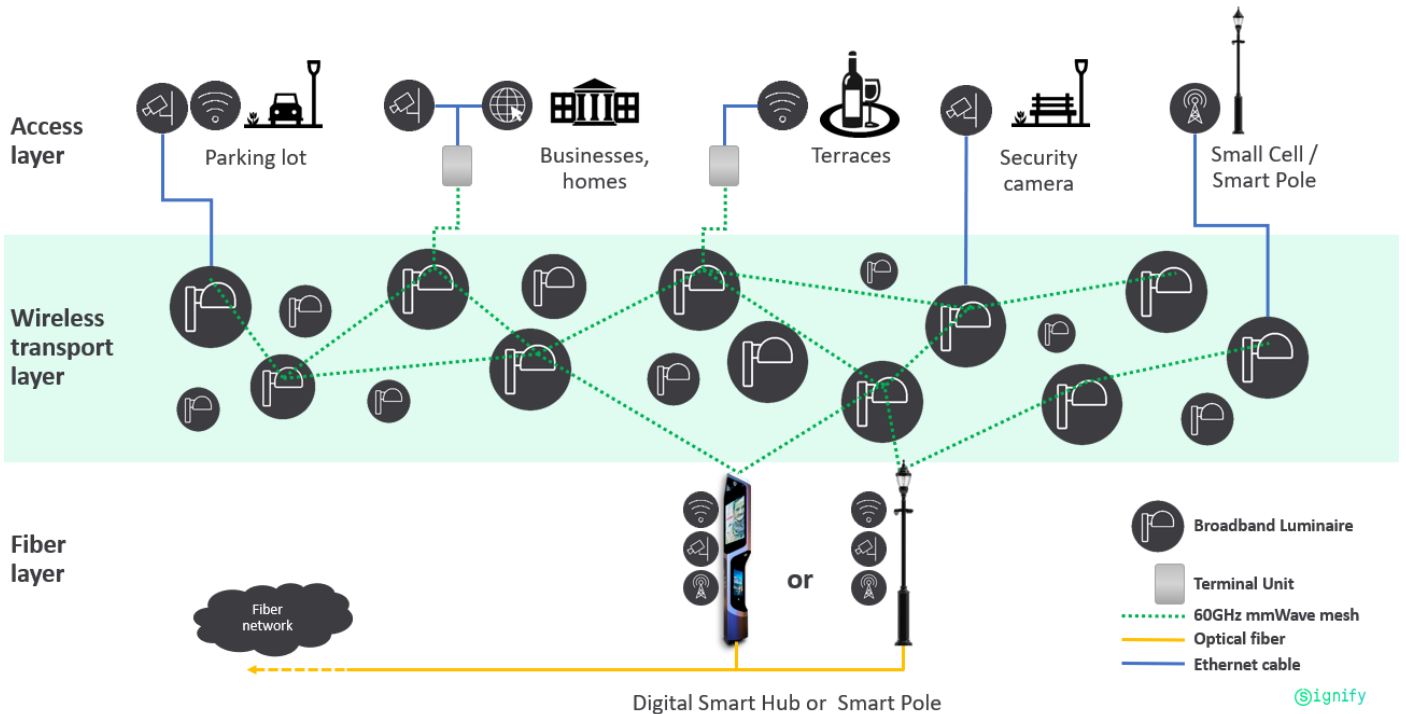 Access
layer
Parking lot
Businesses,
homes
Terraces
Security
camera
Small Cell /
Smart Pole
Wireless
transport
layer
Fiber
layer
Fiber
network
or
Digital Smart Hub or Smart Pole
Broadband Luminaire
Terminal Unit
60GHz mmWave mesh
Optical fiber
Ethernet cable
Signify